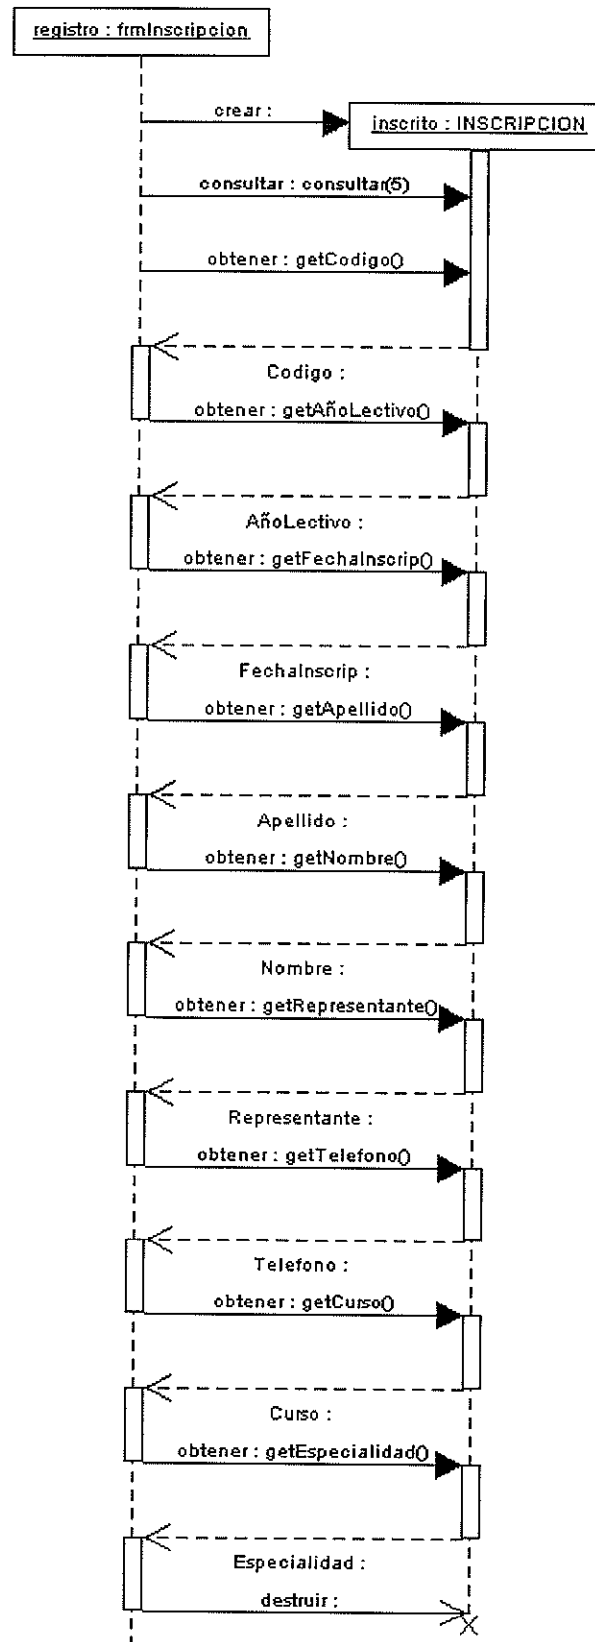 registro : frmInscripcion
crear :
inscrito : INSCRIPCION
consultar : consultar(5)
obtener : getCodigo()
Codigo :
obtener : getAñoLectivo()
AñoLectivo :
obtener : getFechaInscrip()
FechaInscrip :
obtener : getApellido()
Apellido :
obtener : getNombre()
Nombre :
obtener : getRepresentante()
Representante :
obtener : getTelefono()
Telefono :
obtener : getCurso()
Curso :
obtener : getEspecialidad()
Especialidad :
destruir :